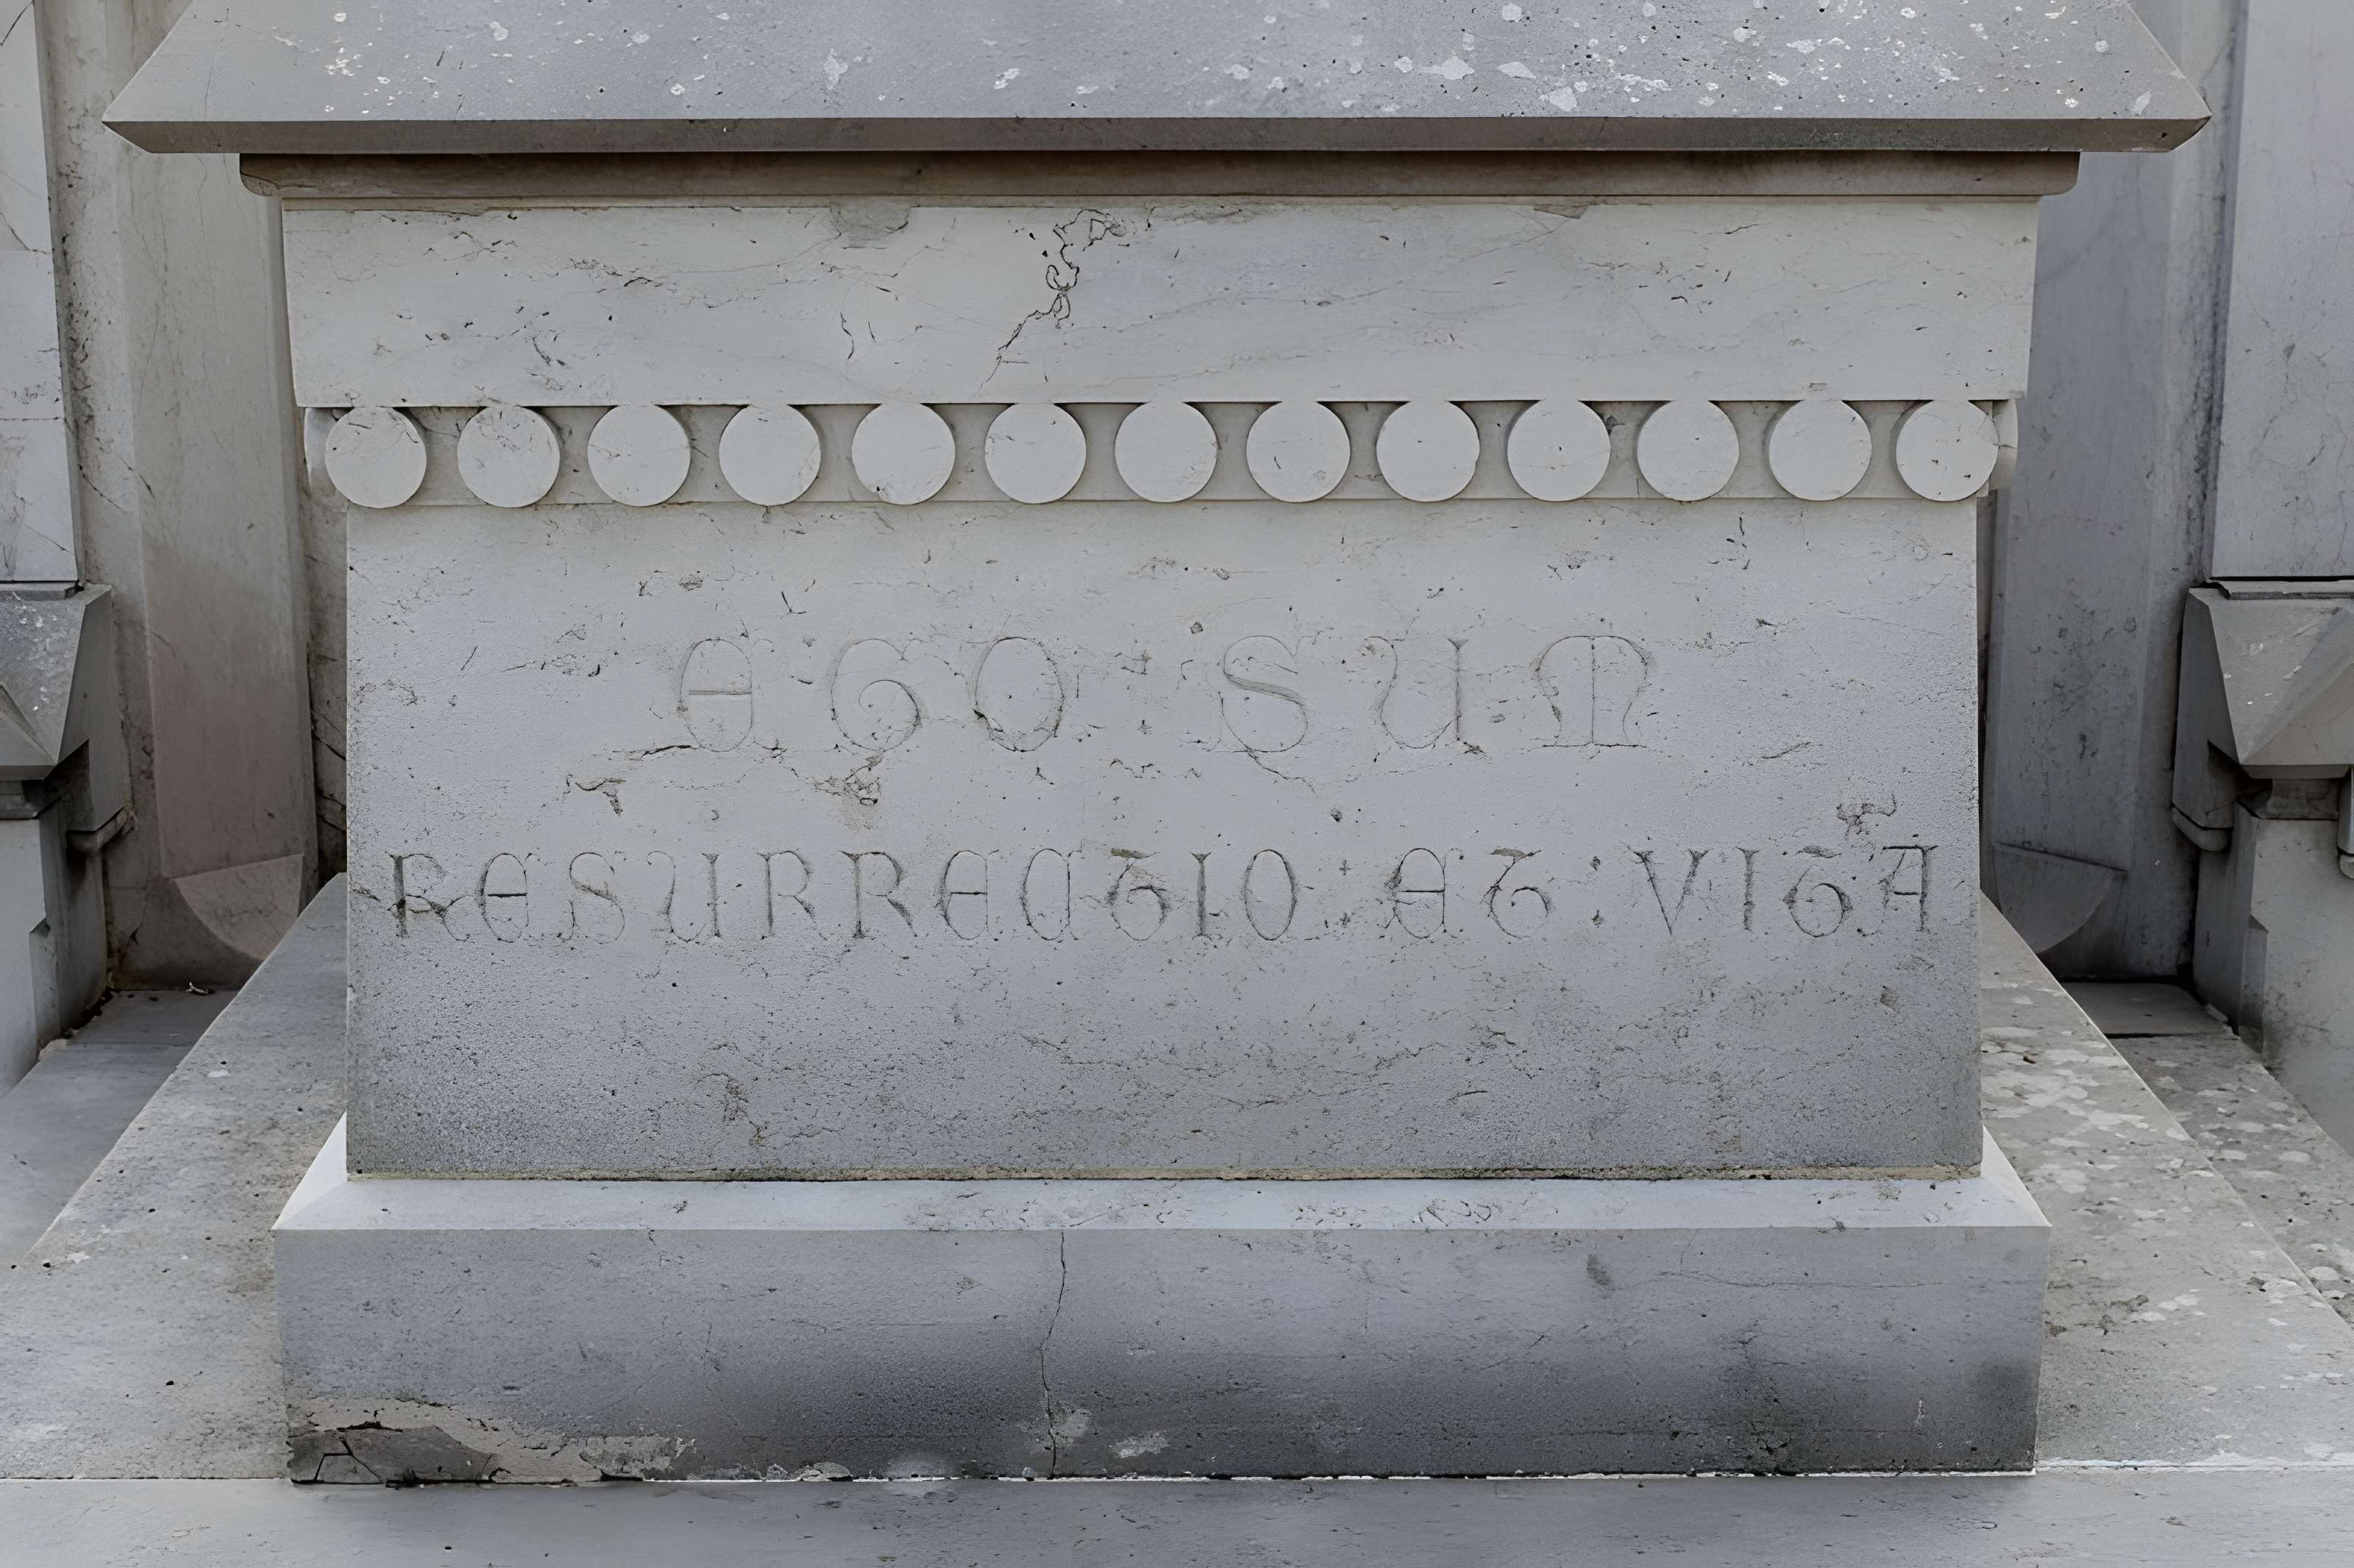 EGO : SUM
RESURRECTIO : ET : VITA